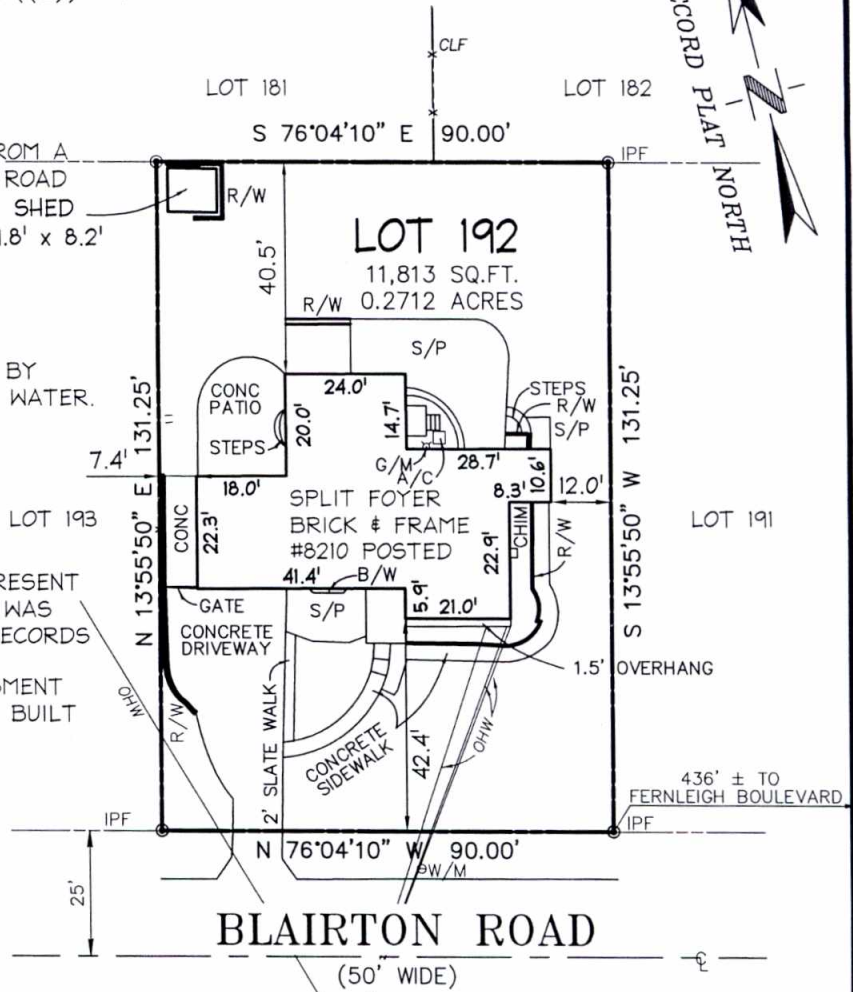 CLF
LOT 181
LOT 182
RECORD PLAT NORTH
N
S 76°04'10" E 90.00'
IPF
ROM A
ROAD
SHED
.8' x 8.2'
R/W
40.5'
LOT 192
11,813 SQ.FT.
0.2712 ACRES
R/W
S/P
BY
WATER.
N 13°55'50" E 131.25'
S 13°55'50" W 131.25'
CONC
PATIO
STEPS
24.0'
20.0'
14.7'
STEPS
R/W
S/P
G/M
A/C
28.7'
10.6'
7.4'
18.0'
8.3'
12.0'
LOT 193
CONC
22.3'
SPLIT FOYER
BRICK & FRAME
#8210 POSTED
22.9'
CHIM
R/W
LOT 191
41.4'
B/W
S/P
5.9'
21.0'
RESENT
WAS
ECORDS
GATE
CONCRETE
DRIVEWAY
1.5' OVERHANG
MENT
BUILT
OHW
R/W
2' SLATE WALK
CONCRETE
SIDEWALK
42.4'
OHW
436' ± TO
FERNLEIGH BOULEVARD
IPF
IPF
N 76°04'10" W 90.00'
W/M
25'
BLAIRTON ROAD
(50' WIDE)